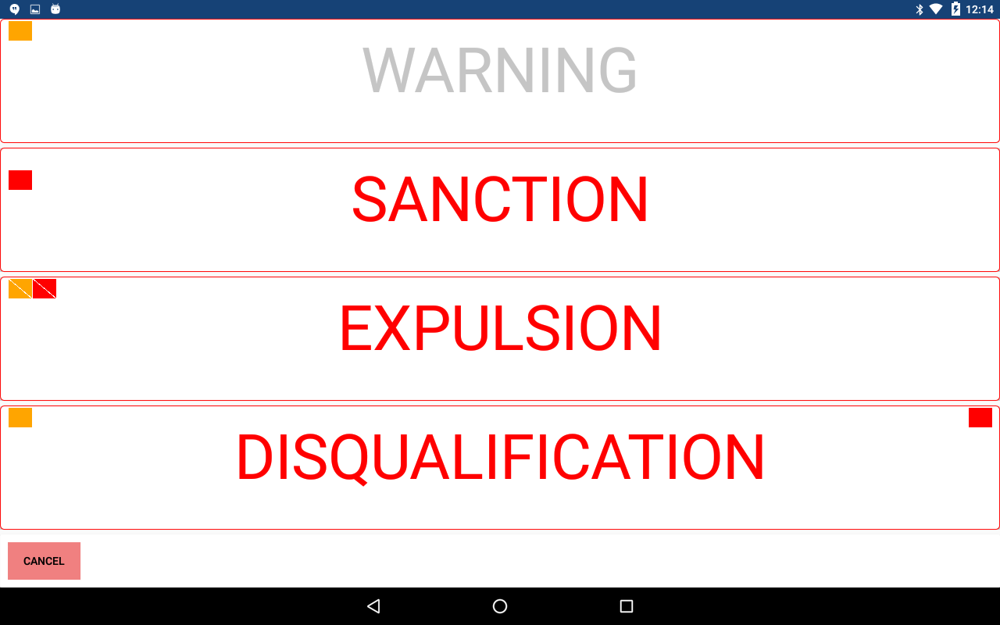 12:14
WARNING
SANCTION
EXPULSION
DISQUALIFICATION
CANCEL